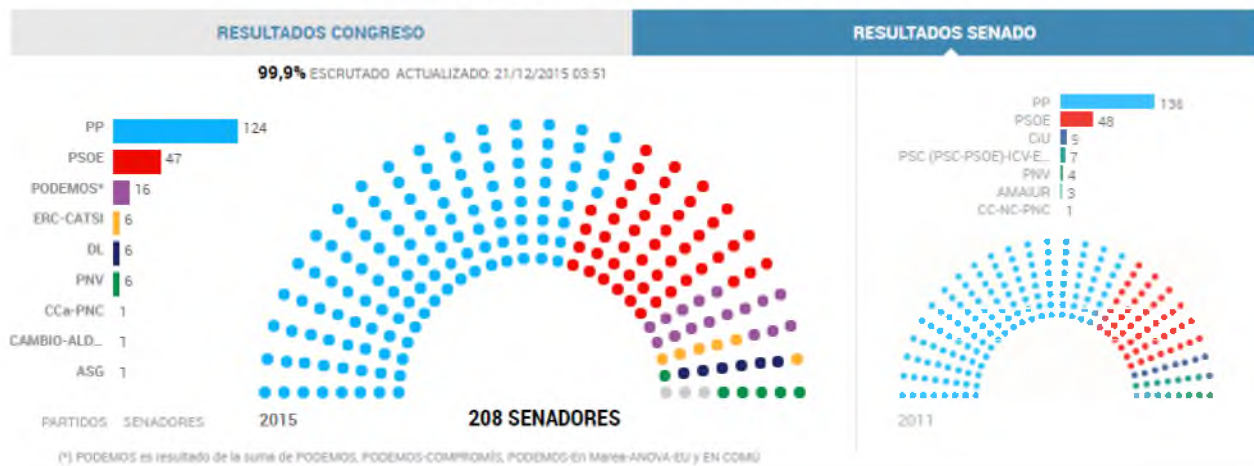 RESULTADOS CONGRESO
RESULTADOS SENADO
99,9% ESCRUTADO ACTUALIZADO: 21/12/2015 03:51
PP 124
PSOE 47
PODEMOS* 16
ERC-CATSI 6
DL 6
PNV 6
CCa-PNC 1
CAMBIO-ALD... 1
ASG 1
PARTIDOS SENADORES
2015
208 SENADORES
PP 136
PSOE 48
CiU 9
PSC (PSC-PSOE)-ICV-E... 7
PNV 4
AMAIUR 3
CC-NC-PNC 1
2011
(*) PODEMOS es resultado de la suma de PODEMOS, PODEMOS-COMPROMÍS, PODEMOS-En Marea-ANOVA-EU y EN COMÚ